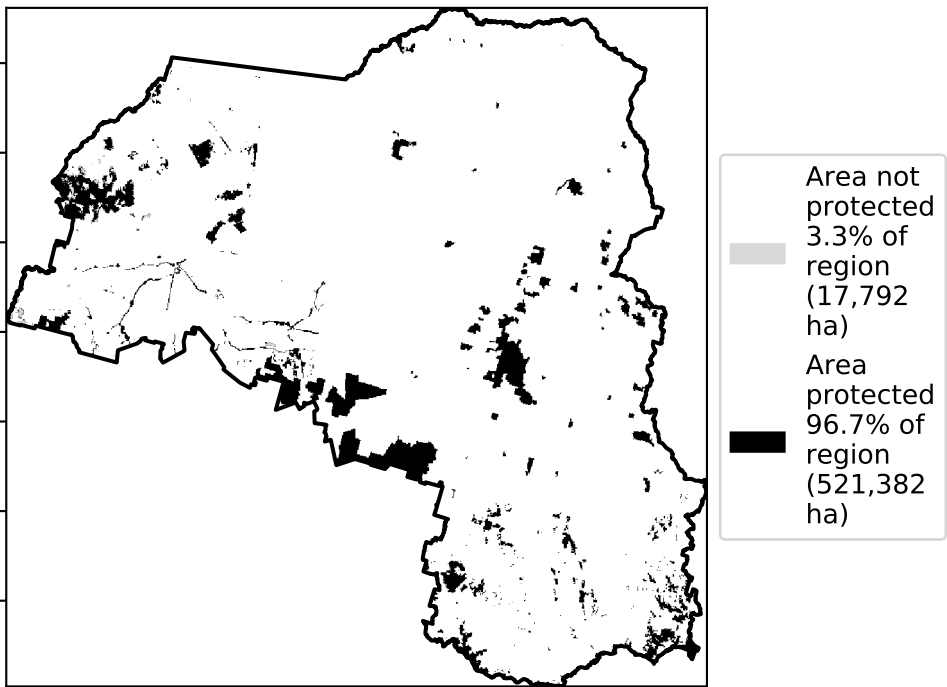 Area not
protected
3.3% of
region
(17,792
ha)
Area
protected
96.7% of
region
(521,382
ha)